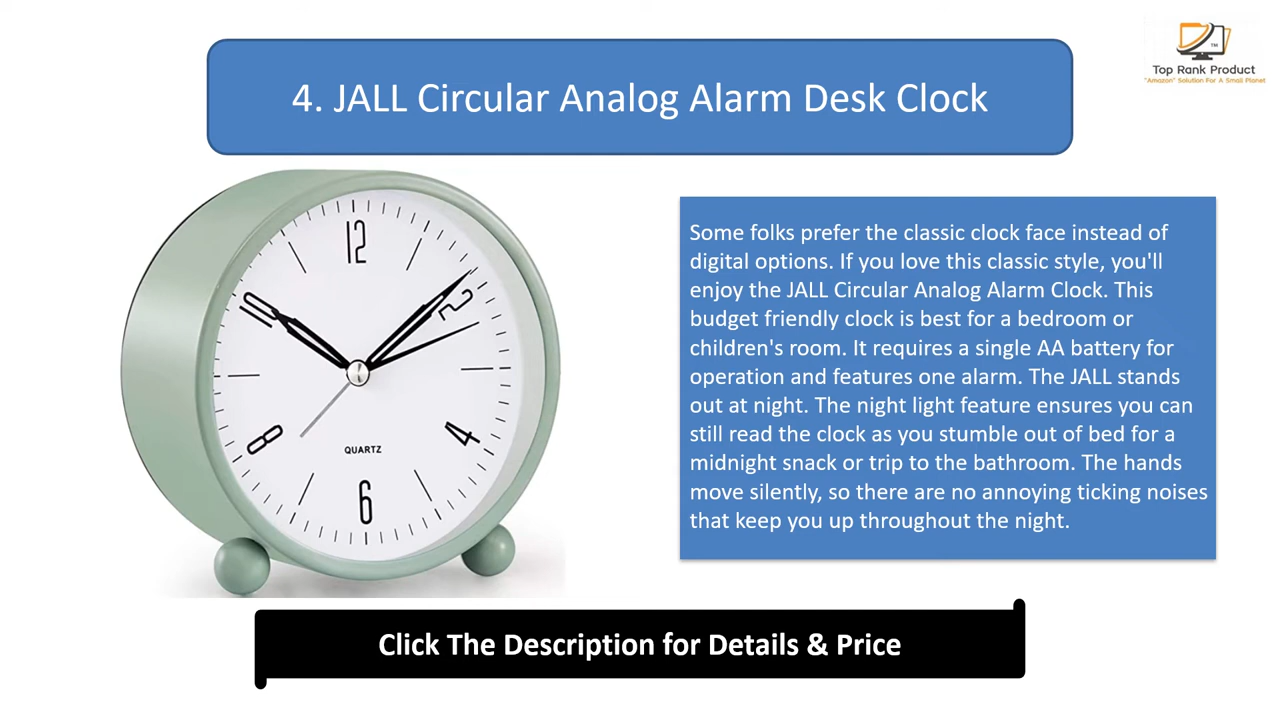 4. JALL Circular Analog Alarm Desk Clock
TM
Top Rank Product
"Amazon" Solution For A Small Planet
12
10
2
8
4
QUARTZ
6
Some folks prefer the classic clock face instead of
digital options. If you love this classic style, you'll
enjoy the JALL Circular Analog Alarm Clock. This
budget friendly clock is best for a bedroom or
children's room. It requires a single AA battery for
operation and features one alarm. The JALL stands
out at night. The night light feature ensures you can
still read the clock as you stumble out of bed for a
midnight snack or trip to the bathroom. The hands
move silently, so there are no annoying ticking noises
that keep you up throughout the night.
Click The Description for Details & Price